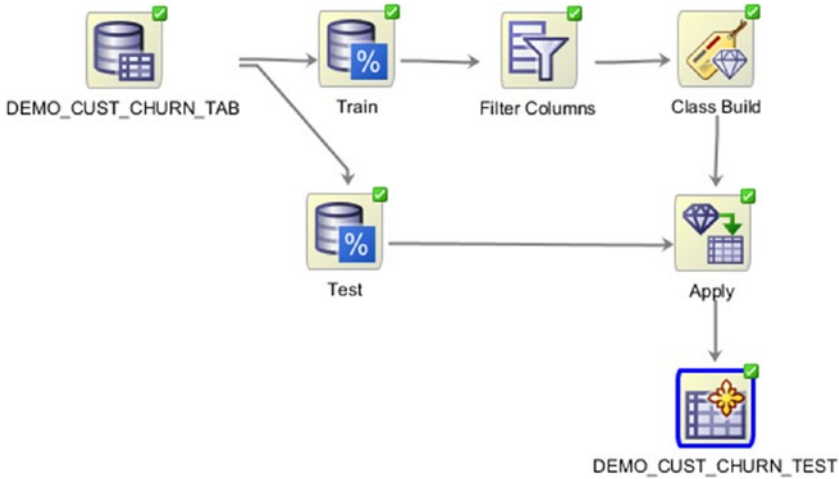 DEMO_CUST_CHURN_TAB
%
Train
Filter Columns
Class Build
%
Test
Apply
DEMO_CUST_CHURN_TEST